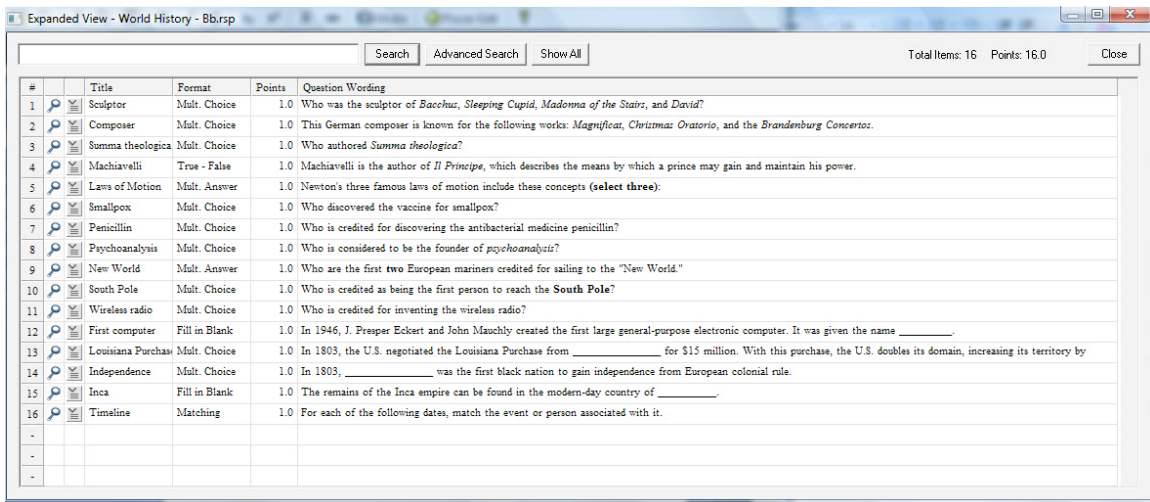 Expanded View - World History - Bb.rsp
Search Advanced Search Show All Total Items: 16 Points: 16.0 Close
# Title Format Points Question Wording
1 Sculptor Mult. Choice 1.0 Who was the sculptor of Bacchus, Sleeping Cupid, Madonna of the Stairs, and David?
2 Composer Mult. Choice 1.0 This German composer is known for the following works: Magnificat, Christmas Oratorio, and the Brandenburg Concertos.
3 Summa theologica Mult. Choice 1.0 Who authored Summa theologica?
4 Machiavelli True - False 1.0 Machiavelli is the author of Il Principe, which describes the means by which a prince may gain and maintain his power.
5 Laws of Motion Mult. Answer 1.0 Newton's three famous laws of motion include these concepts (select three):
6 Smallpox Mult. Choice 1.0 Who discovered the vaccine for smallpox?
7 Penicillin Mult. Choice 1.0 Who is credited for discovering the antibacterial medicine penicillin?
8 Psychoanalysis Mult. Choice 1.0 Who is considered to be the founder of psychoanalysis?
9 New World Mult. Answer 1.0 Who are the first two European mariners credited for sailing to the "New World."
10 South Pole Mult. Choice 1.0 Who is credited as being the first person to reach the South Pole?
11 Wireless radio Mult. Choice 1.0 Who is credited for inventing the wireless radio?
12 First computer Fill in Blank 1.0 In 1946, J. Presper Eckert and John Mauchly created the first large general-purpose electronic computer. It was given the name __________.
13 Louisiana Purchas Mult. Choice 1.0 In 1803, the U.S. negotiated the Louisiana Purchase from ________________ for $15 million. With this purchase, the U.S. doubles its domain, increasing its territory by
14 Independence Mult. Choice 1.0 In 1803, ________________ was the first black nation to gain independence from European colonial rule.
15 Inca Fill in Blank 1.0 The remains of the Inca empire can be found in the modern-day country of ___________.
16 Timeline Matching 1.0 For each of the following dates, match the event or person associated with it.
-
-
-